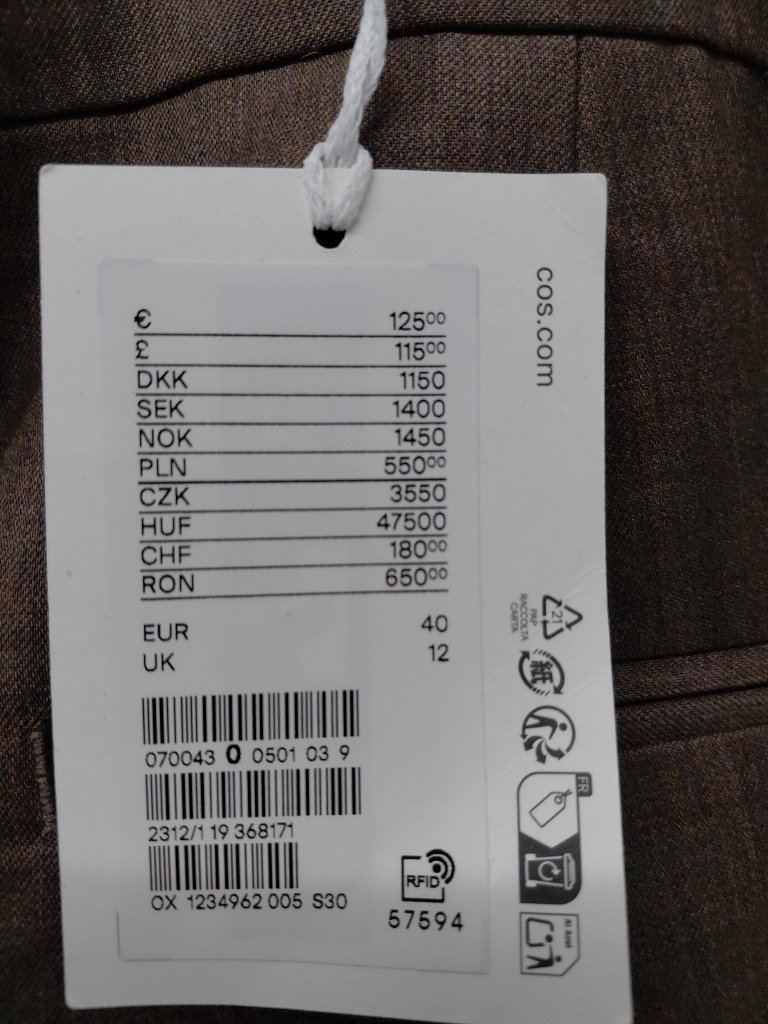 € 125⁰⁰
£ 115⁰⁰
DKK 1150
SEK 1400
NOK 1450
PLN 550⁰⁰
CZK 3550
HUF 47500
CHF 180⁰⁰
RON 650⁰⁰
EUR 40
UK 12
070043 0 0501 03 9
2312/1 19 368171
OX 1234962 005 S30
RFID
57594
cos.com
21
PAP
RACCOLTA
CARTA
紙
FR